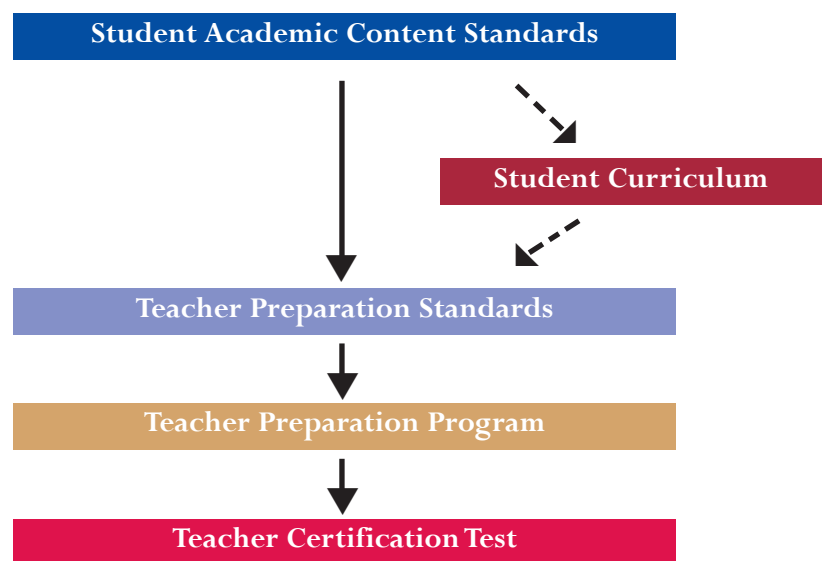 Student Academic Content Standards
Student Curriculum
Teacher Preparation Standards
Teacher Preparation Program
Teacher Certification Test